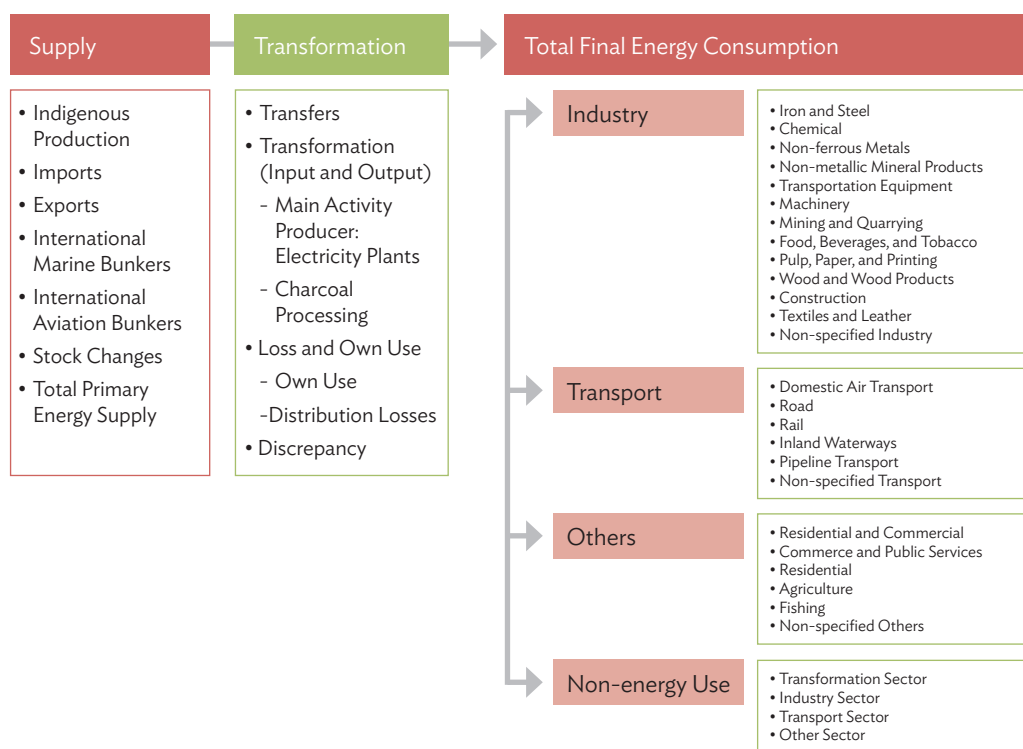 Supply
Transformation
Total Final Energy Consumption
• Indigenous
Production
• Imports
• Exports
• International
Marine Bunkers
• International
Aviation Bunkers
• Stock Changes
• Total Primary
Energy Supply
• Transfers
• Transformation
(Input and Output)
- Main Activity
Producer:
Electricity Plants
- Charcoal
Processing
• Loss and Own Use
- Own Use
-Distribution Losses
• Discrepancy
Industry
• Iron and Steel
• Chemical
• Non-ferrous Metals
• Non-metallic Mineral Products
• Transportation Equipment
• Machinery
• Mining and Quarrying
• Food, Beverages, and Tobacco
• Pulp, Paper, and Printing
• Wood and Wood Products
• Construction
• Textiles and Leather
• Non-specified Industry
Transport
• Domestic Air Transport
• Road
• Rail
• Inland Waterways
• Pipeline Transport
• Non-specified Transport
Others
• Residential and Commercial
• Commerce and Public Services
• Residential
• Agriculture
• Fishing
• Non-specified Others
Non-energy Use
• Transformation Sector
• Industry Sector
• Transport Sector
• Other Sector